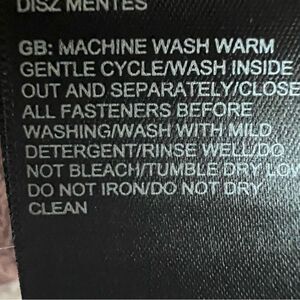 DISZ MENTES
GB: MACHINE WASH WARM
GENTLE CYCLE/WASH INSIDE
OUT AND SEPARATELY/CLOSE
ALL FASTENERS BEFORE
WASHING/WASH WITH MILD
DETERGENT/RINSE WELL/DO
NOT BLEACH/TUMBLE DRY LOW
DO NOT IRON/DO NOT DRY
CLEAN